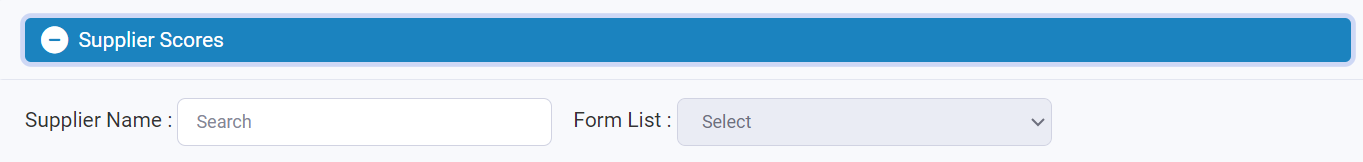 Supplier Scores
Supplier Name : Search Form List : Select